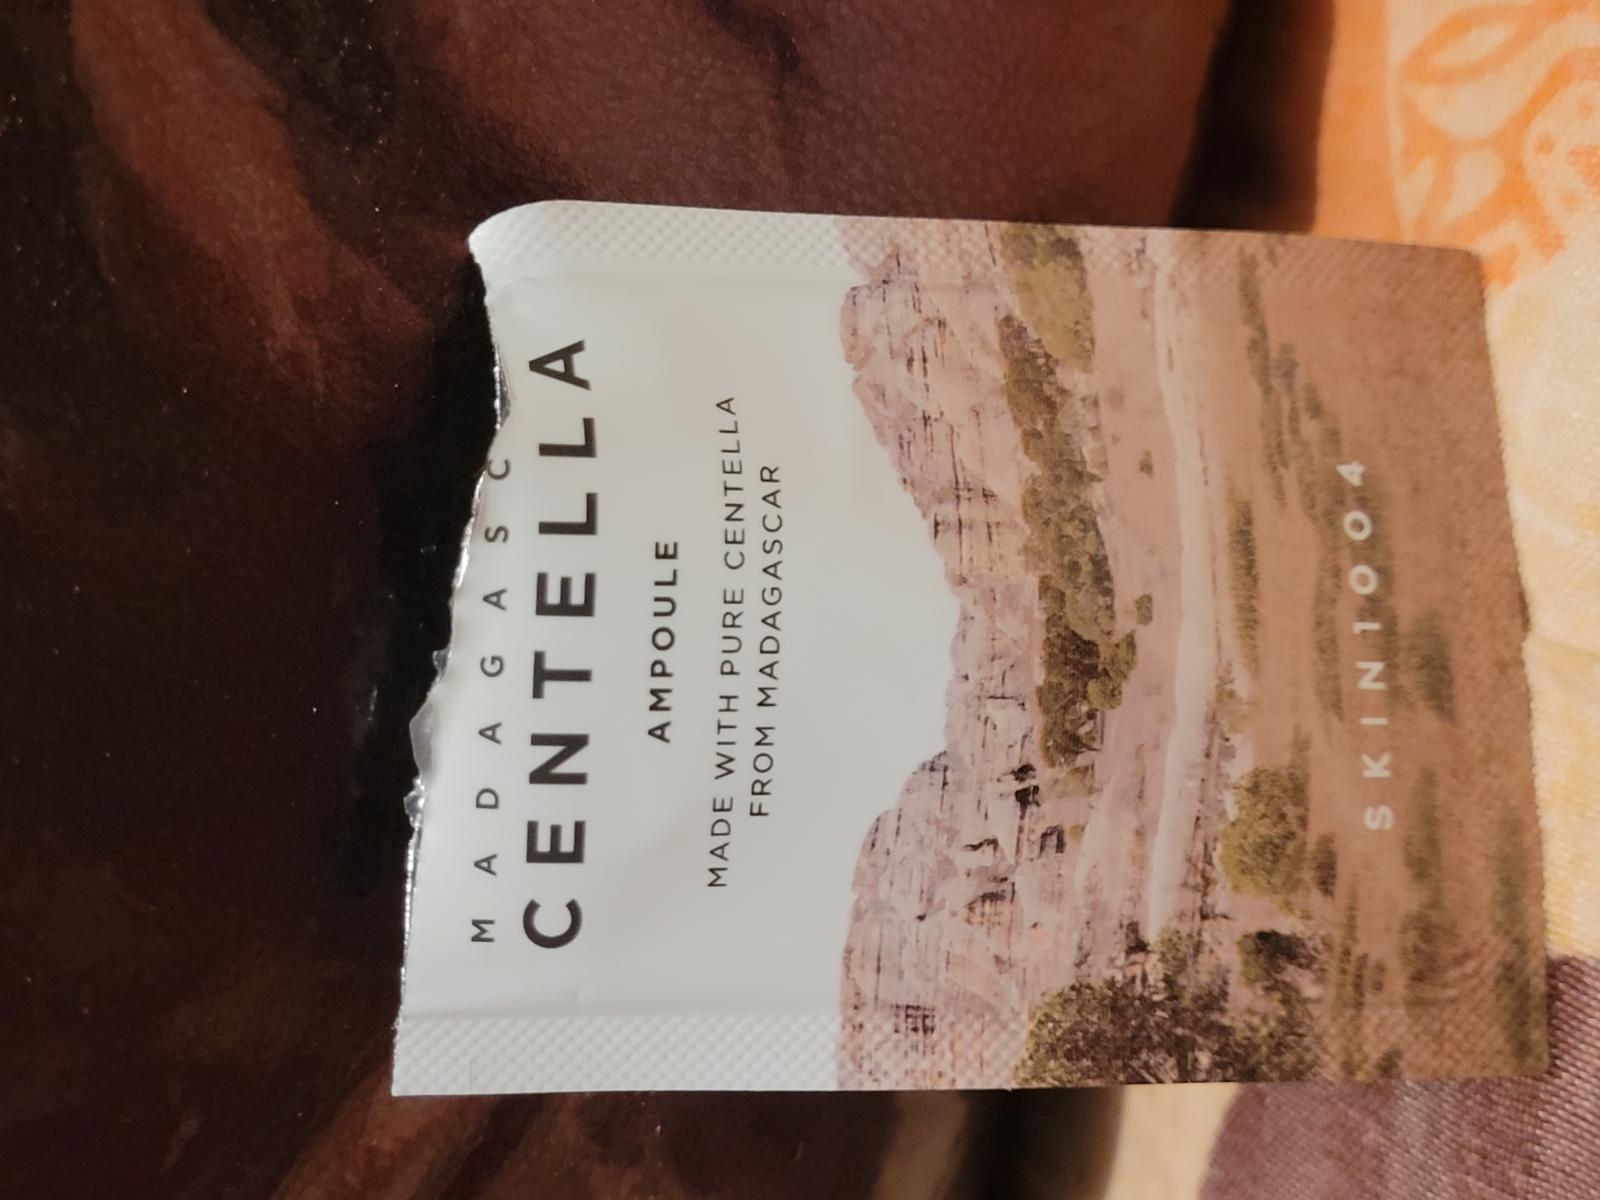 MADAGASC
CENTELLA
AMPOULE
MADE WITH PURE CENTELLA
FROM MADAGASCAR
SKIN1004